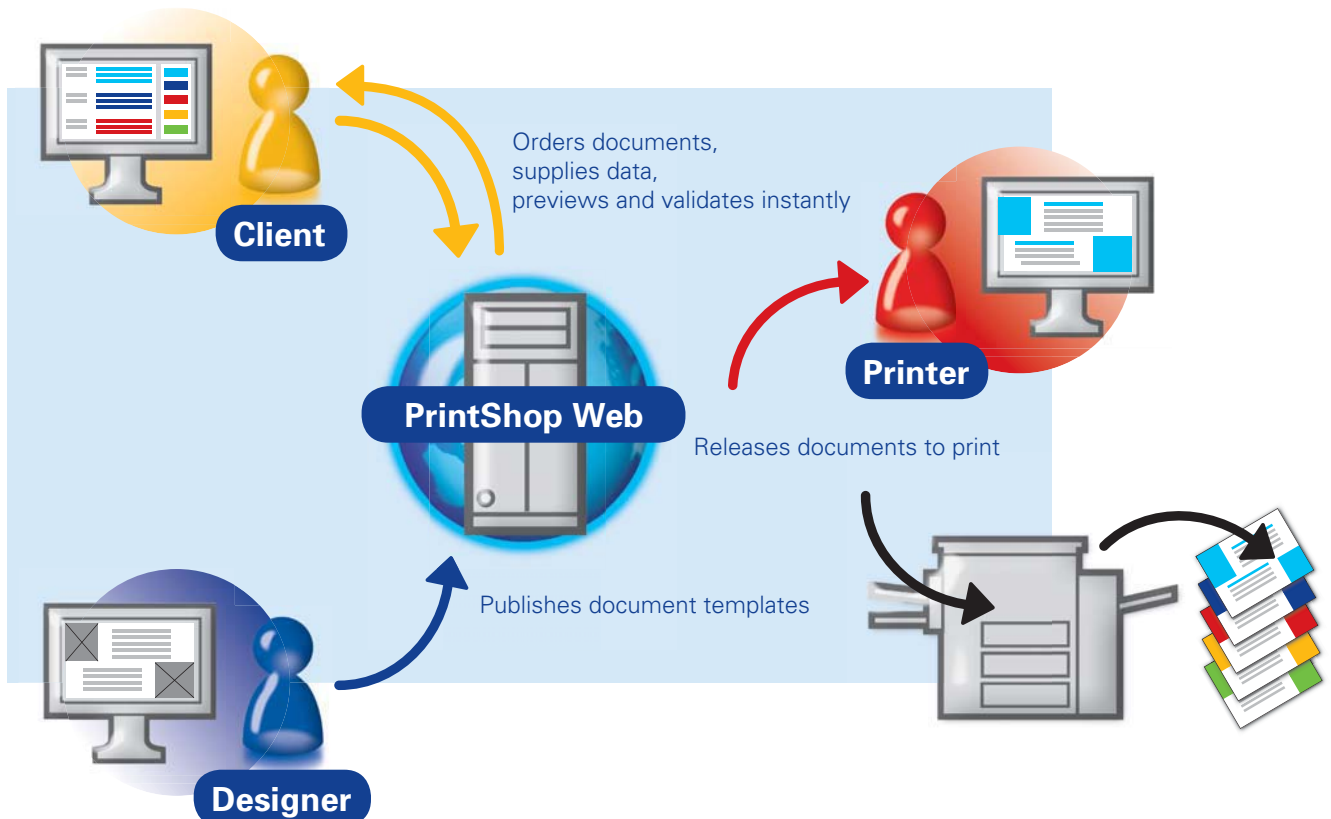 Orders documents,
supplies data,
previews and validates instantly
Client
Printer
PrintShop Web
Releases documents to print
Publishes document templates
Designer